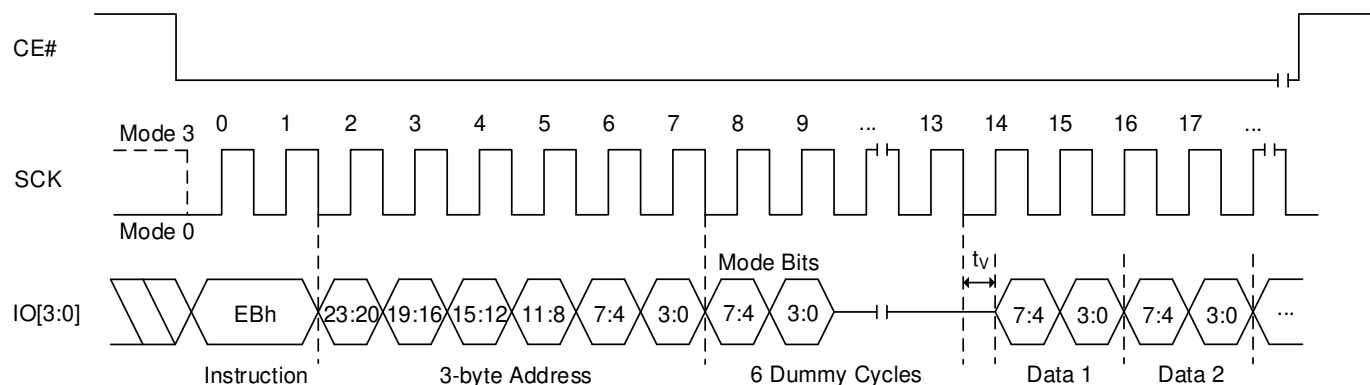 CE#
0 1 2 3 4 5 6 7 8 9 ... 13 14 15 16 17 ...
Mode 3
SCK
Mode 0
Mode Bits tV
IO[3:0] EBh 23:20 19:16 15:12 11:8 7:4 3:0 7:4 3:0 7:4 3:0 7:4 3:0 ...
Instruction 3-byte Address 6 Dummy Cycles Data 1 Data 2